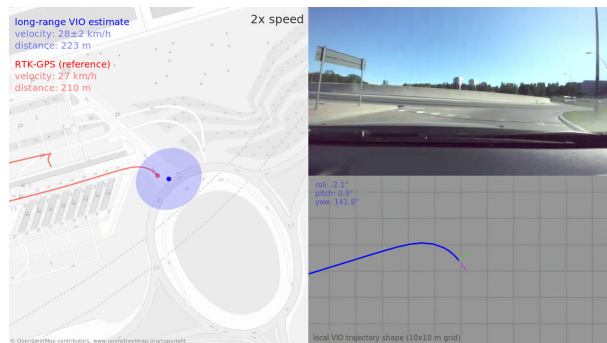 long-range VIO estimate
velocity: 28±2 km/h
distance: 223 m
2x speed
RTK-GPS (reference)
velocity: 27 km/h
distance: 210 m
P
P
P
P
© OpenStreetMap contributors, www.openstreetmap.org/copyright
roll: -2.1°
pitch: 0.9°
yaw: 141.8°
local VIO trajectory shape (10x10 m grid)